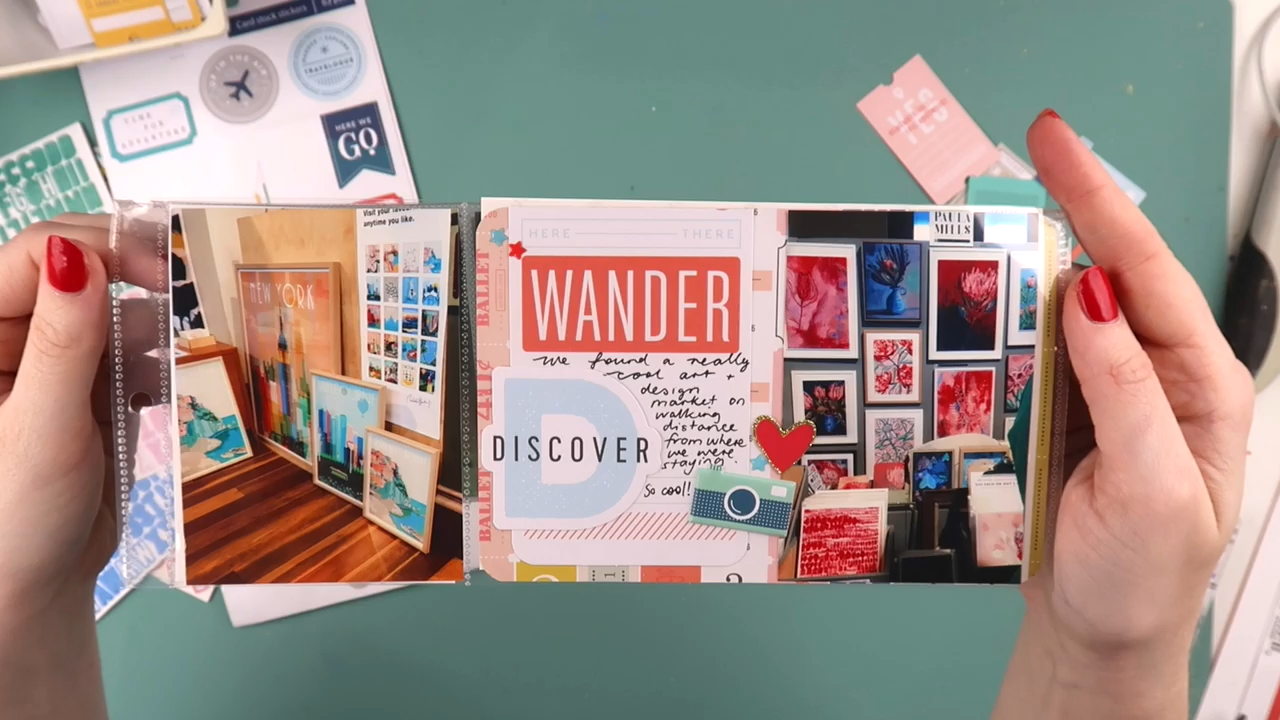 Card stock stickers
UP IN THE AIR
TRAVELOGUE
TIME
FOR
ADVENTURE
HERE WE
GO
YES
Visit your
anytime you like.
NEW YORK
PAULA
MILLS
HERE
THERE
WANDER
we found a really
cool art +
design
market on
walking
distance
from where
we were
staying.
So cool!
D
DISCOVER
BALLET
BALLET